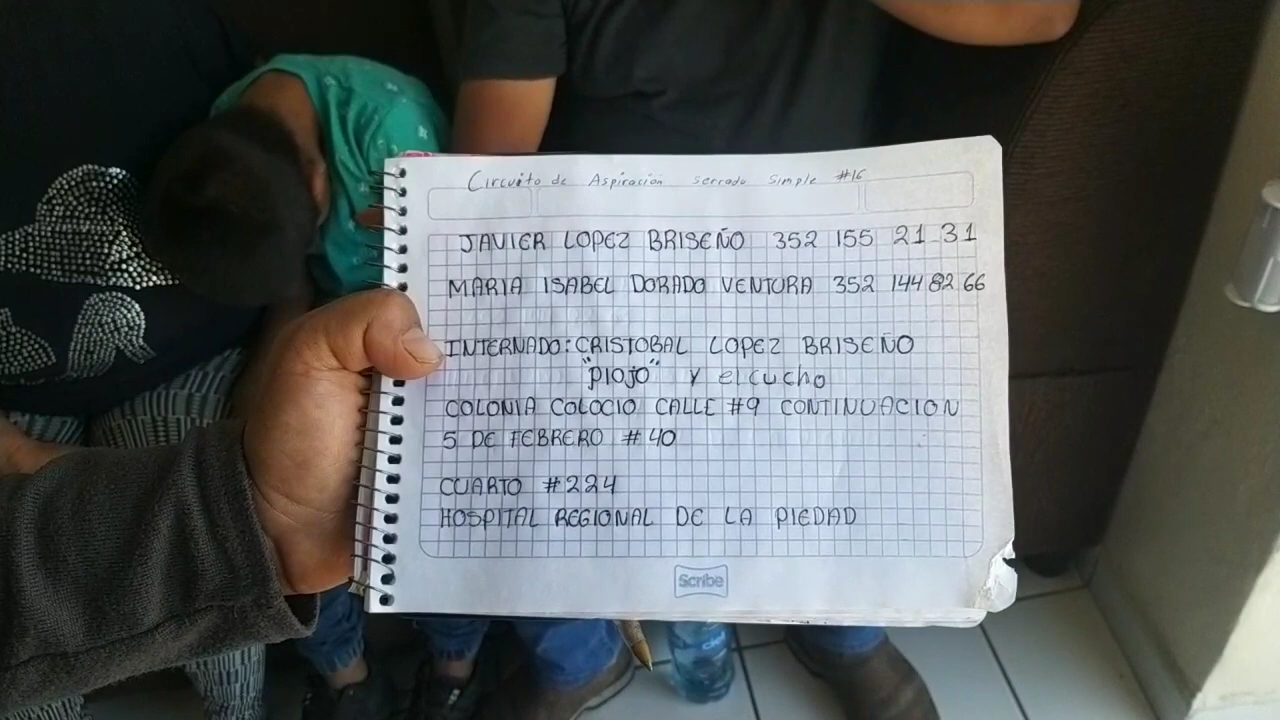 Circuito de Aspiración serrado simple #16
JAVIER LOPEZ BRISEÑO 352 155 21 31
MARIA ISABEL DORADO VENTURA 352 144 82 66
INTERNADO: CRISTOBAL LOPEZ BRISEÑO
"PIOJO" Y el cucho
COLONIA COLOCIO CALLE #9 CONTINUACION
5 DE FEBRERO #40
CUARTO #224
HOSPITAL REGIONAL DE LA PIEDAD
Scribe